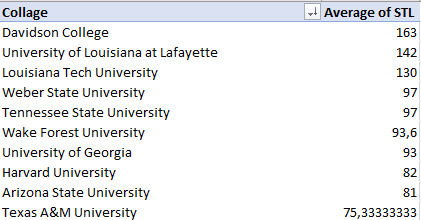 Collage Average of STL
Davidson College 163
University of Louisiana at Lafayette 142
Louisiana Tech University 130
Weber State University 97
Tennessee State University 97
Wake Forest University 93,6
University of Georgia 93
Harvard University 82
Arizona State University 81
Texas A&M University 75,33333333